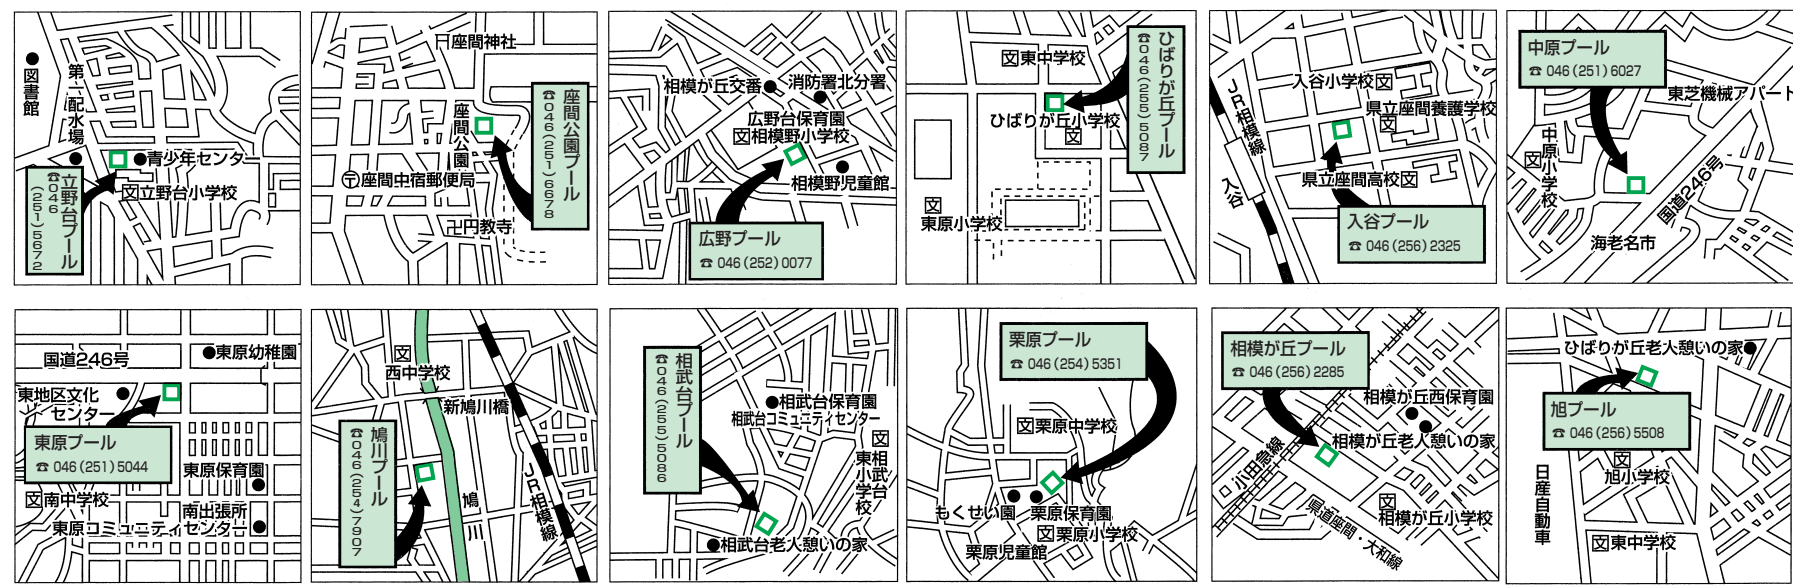 図書館
第一配水場
青少年センター
文立野台小学校
立野台プール
☎046(251)5672
座間神社
座間公園
〒座間中宿郵便局
卍円教寺
座間公園プール
☎046(251)6678
相模が丘交番
消防署北分署
広野台保育園
文相模野小学校
相模野児童館
広野プール
☎046(252)0077
文東中学校
ひばりが丘小学校
文
文
東原小学校
ひばりが丘プール
☎046(255)5087
JR相模線
入谷
入谷小学校文
県立座間養護学校
文
県立座間高校文
入谷プール
☎046(256)2325
中原プール
☎046(251)6027
東芝機械アパート
文
中原小学校
国道246号
海老名市
国道246号
東原幼稚園
東地区文化
センター
東原プール
☎046(251)5044
東原保育園
文南中学校
南出張所
東原コミュニティセンター
文
西中学校
新鳩川橋
鳩川プール
☎046(254)7907
鳩川
JR相模線
相武台プール
☎046(255)5086
相武台保育園
相武台コミュニティセンター
文
相武台
東小学校
相武台老人憩いの家
栗原プール
☎046(254)5351
文栗原中学校
もくせい園
栗原保育園
文栗原小学校
栗原児童館
相模が丘プール
☎046(256)2285
相模が丘西保育園
相模が丘老人憩いの家
小田急線
文
相模が丘小学校
県道座間・大和線
ひばりが丘老人憩いの家
旭プール
☎046(256)5508
文
旭小学校
日産自動車
文東中学校